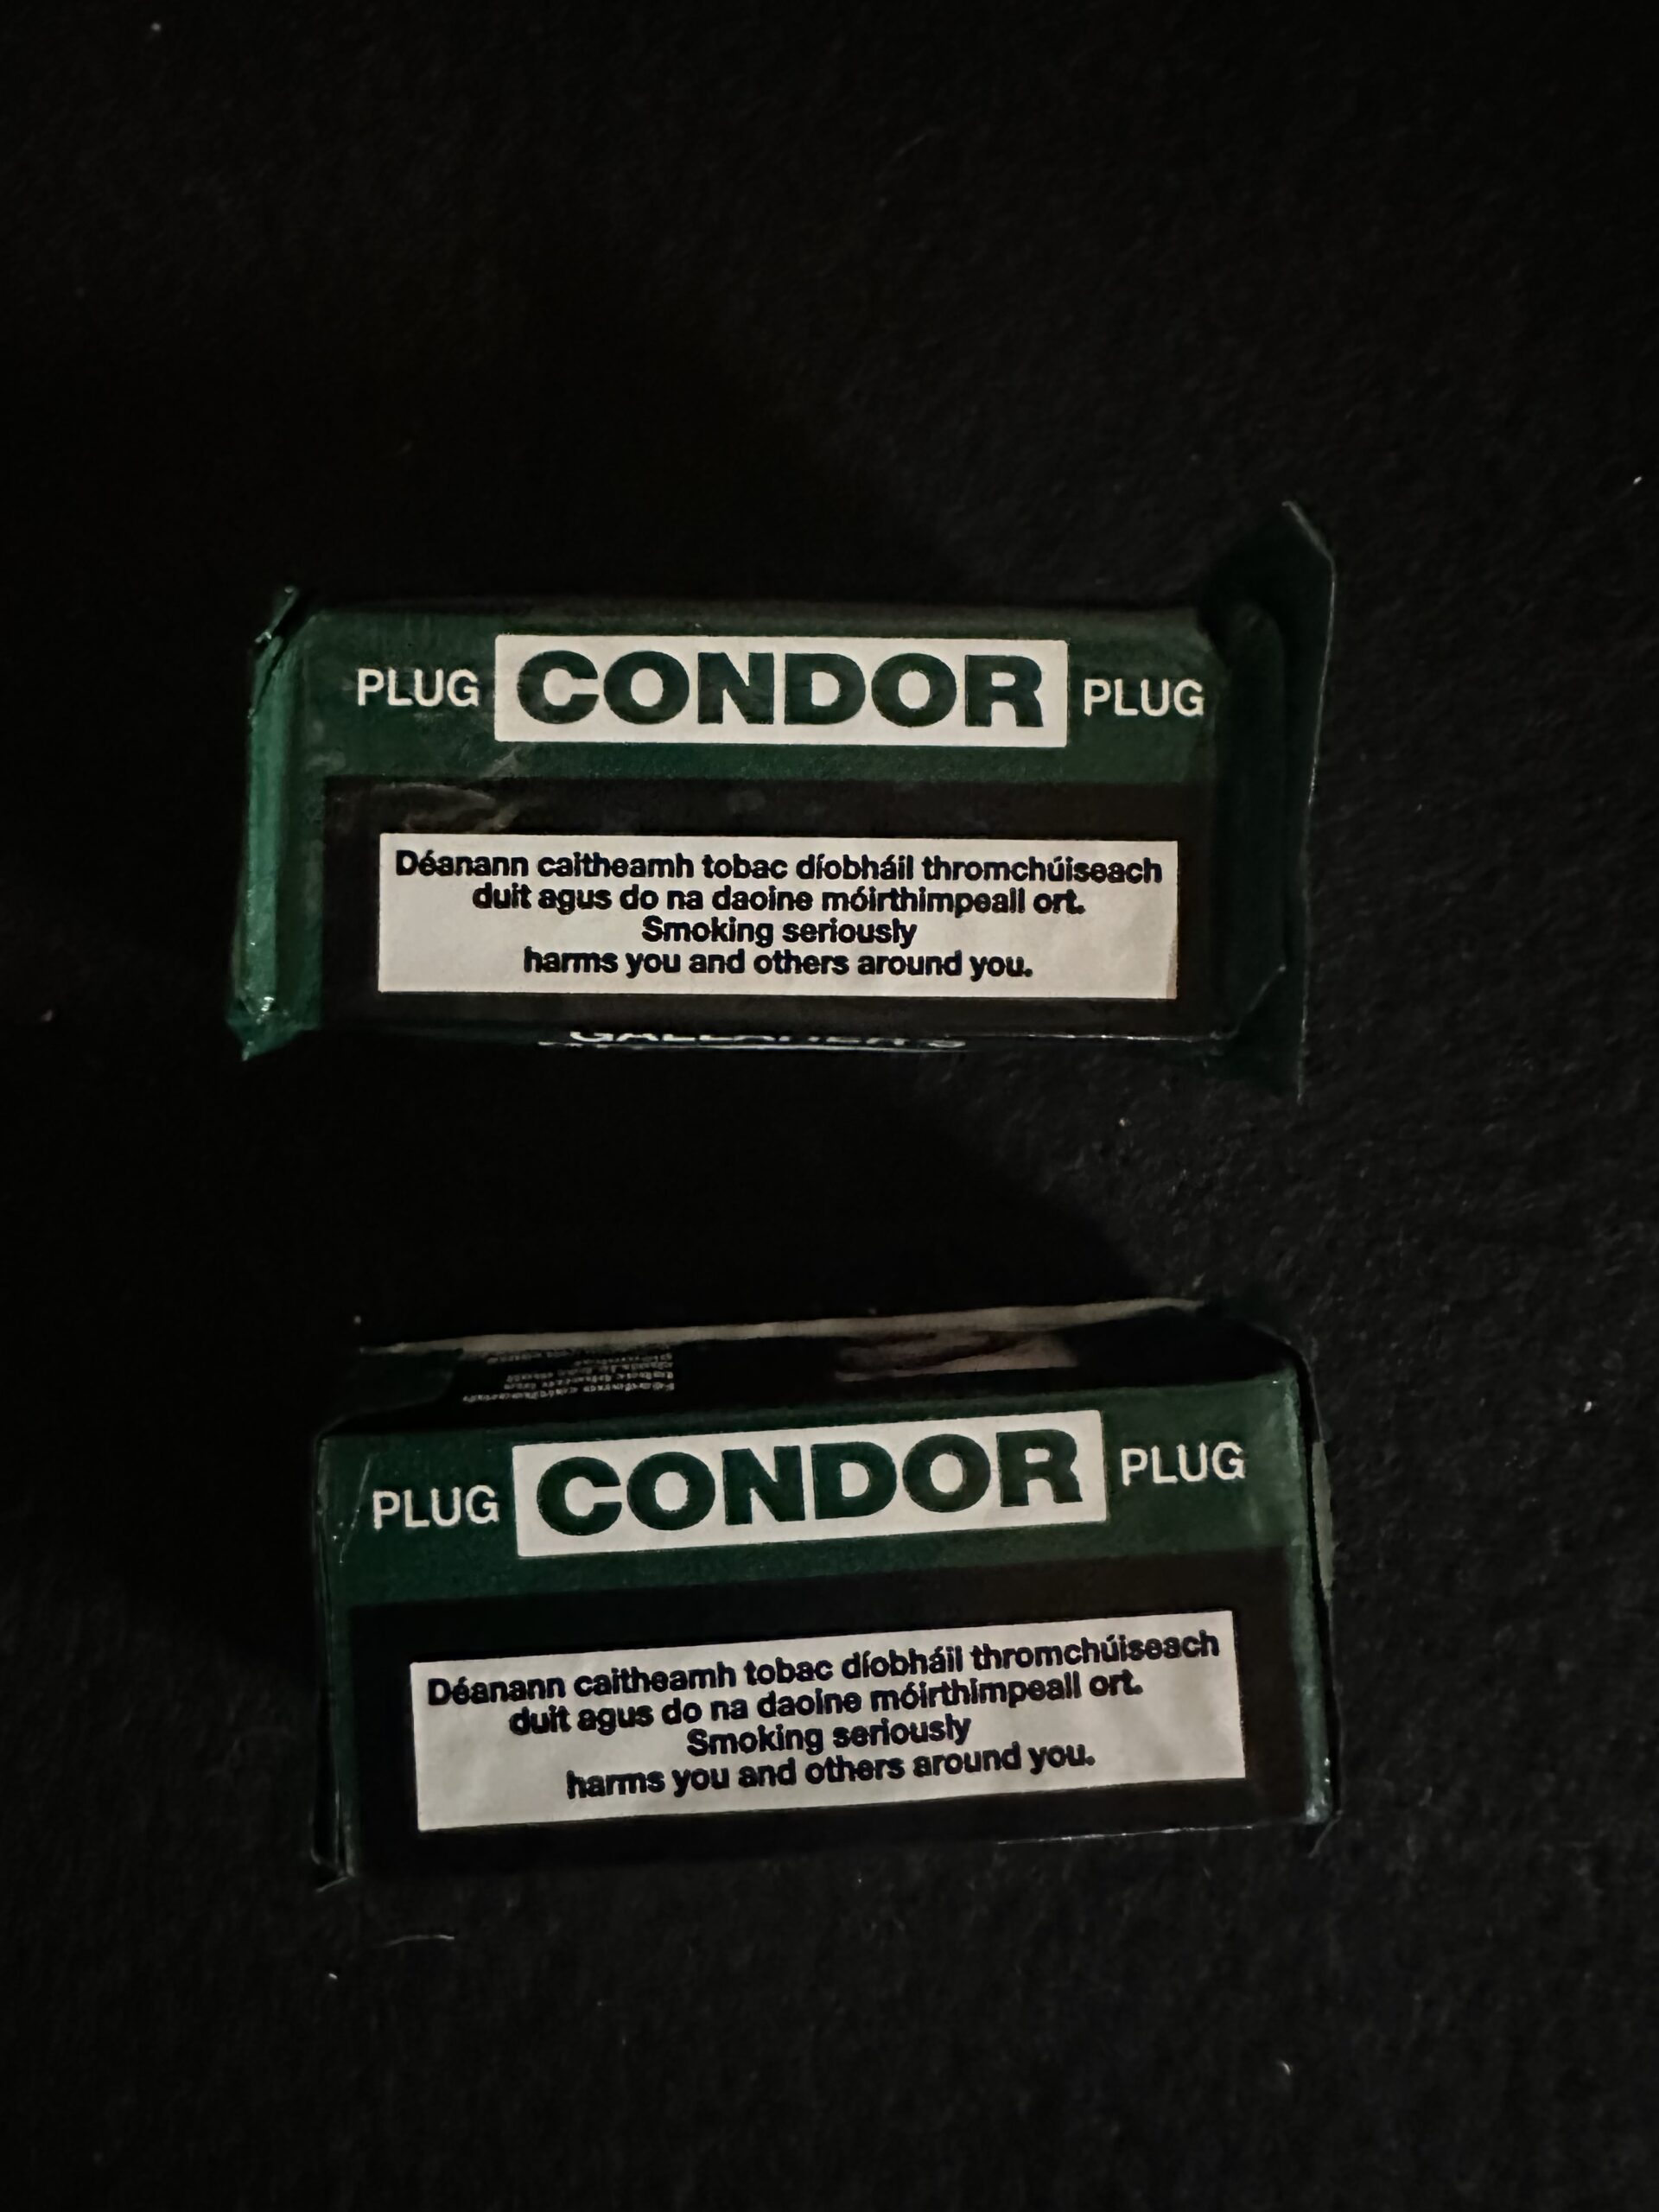 PLUG CONDOR PLUG
Déanann caitheamh tobac díobháil thromchúiseach
duit agus do na daoine móirthimpeall ort.
Smoking seriously
harms you and others around you.
PLUG CONDOR PLUG
Déanann caitheamh tobac díobháil thromchúiseach
duit agus do na daoine móirthimpeall ort.
Smoking seriously
harms you and others around you.